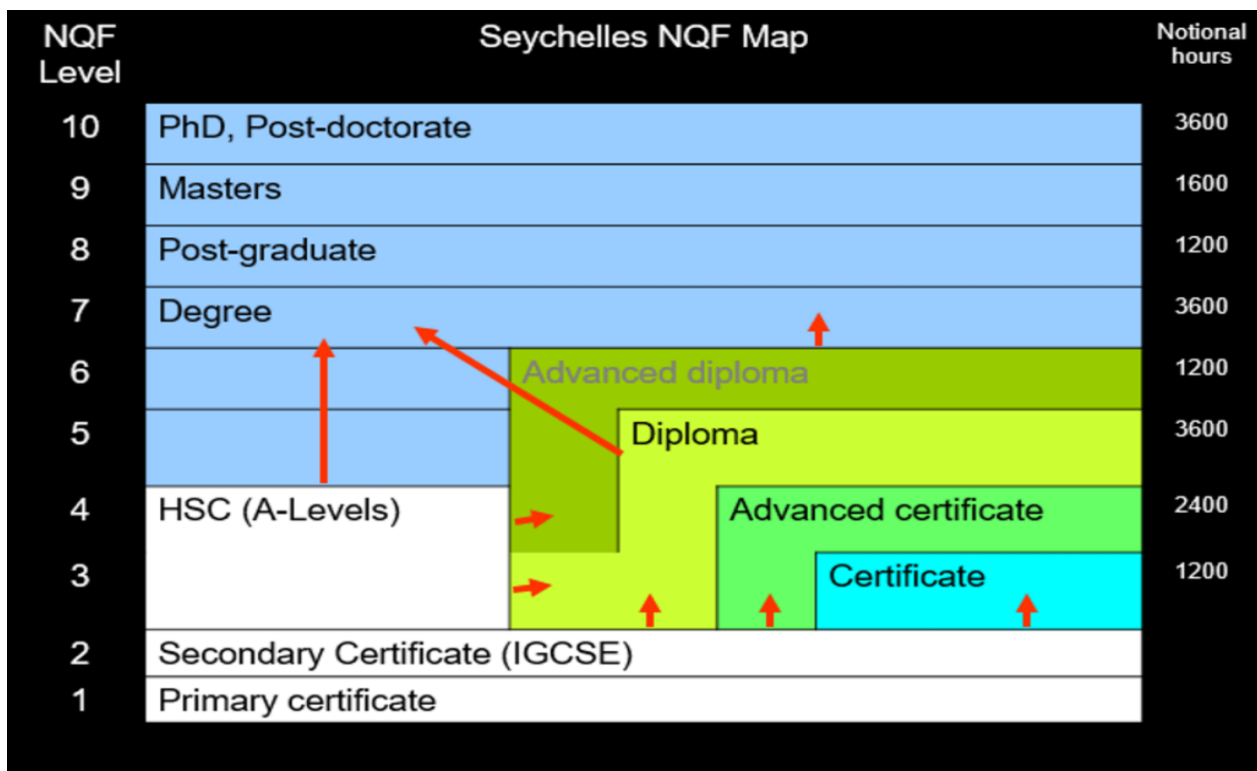 NQF Level
Seychelles NQF Map
Notional hours
10 PhD, Post-doctorate 3600
9 Masters 1600
8 Post-graduate 1200
7 Degree 3600
6 Advanced diploma 1200
5 Diploma 3600
4 HSC (A-Levels) Advanced certificate 2400
3 Certificate 1200
2 Secondary Certificate (IGCSE)
1 Primary certificate